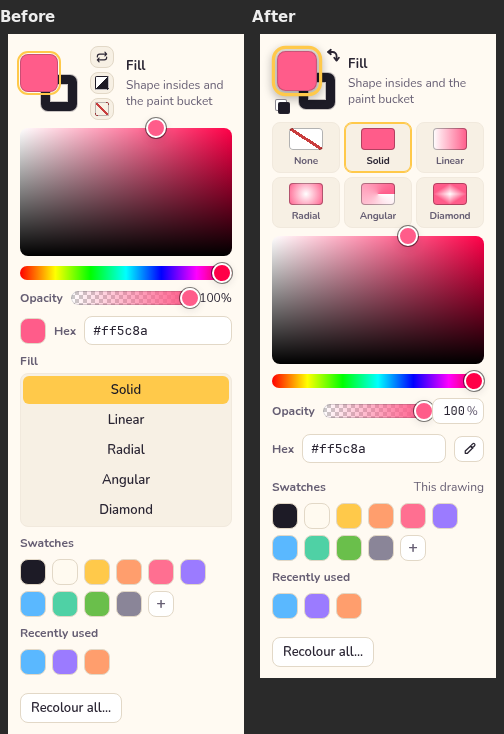 Before
Fill
Shape insides and
the paint bucket
Opacity
100%
Hex
#ff5c8a
Fill
Solid
Linear
Radial
Angular
Diamond
Swatches
+
Recently used
Recolour all...
After
Fill
Shape insides and the
paint bucket
None
Solid
Linear
Radial
Angular
Diamond
Opacity
100 %
Hex
#ff5c8a
Swatches
This drawing
+
Recently used
Recolour all...